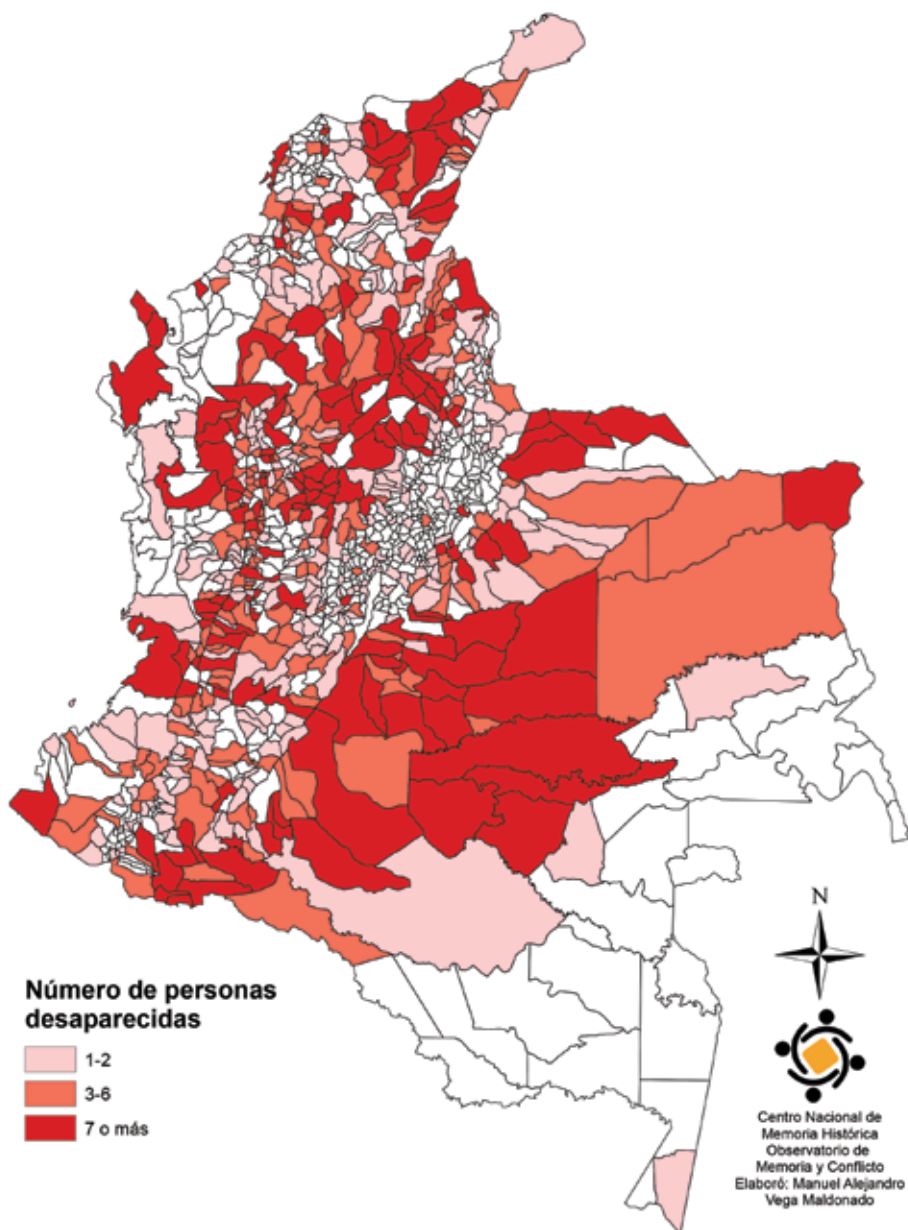 N
Número de personas
desaparecidas
1-2
3-6
7 o más
Centro Nacional de
Memoria Histórica
Observatorio de
Memoria y Conflicto
Elaboró: Manuel Alejandro
Vega Maldonado